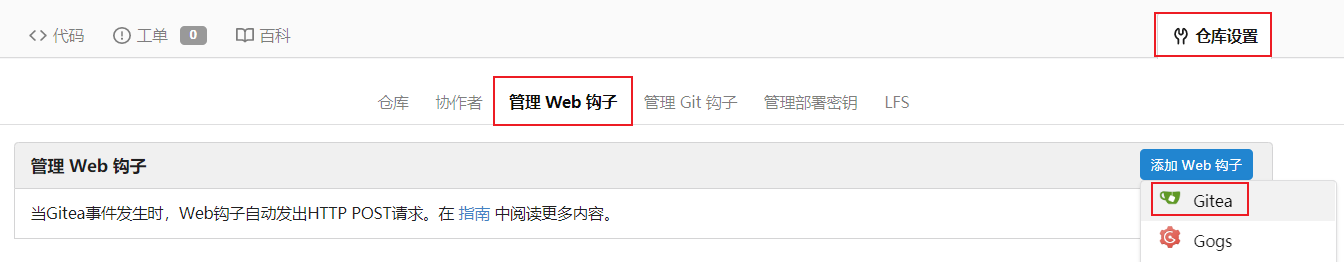 代码 工单 0 百科 仓库设置
仓库 协作者 管理 Web 钩子 管理 Git 钩子 管理部署密钥 LFS
管理 Web 钩子 添加 Web 钩子
当Gitea事件发生时，Web钩子自动发出HTTP POST请求。在 指南 中阅读更多内容。
Gitea
Gogs